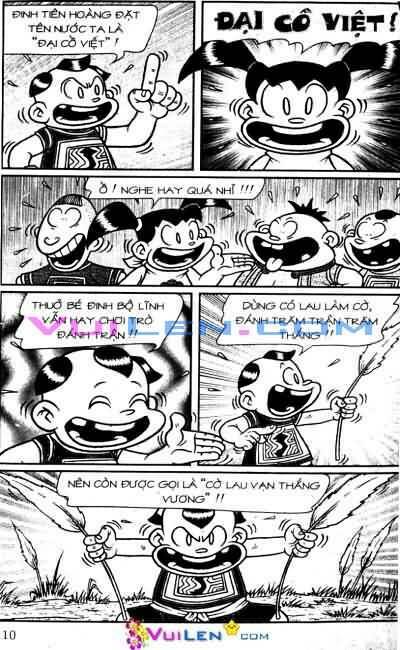 ĐINH TIÊN HOÀNG ĐẶT
TÊN NƯỚC TA LÀ
"ĐẠI CỒ VIỆT" !
ĐẠI CỒ VIỆT !
Ồ ! NGHE HAY QUÁ NHỈ !!!
THUỞ BÉ ĐINH BỘ LĨNH
VẪN HAY CHƠI TRÒ
ĐÁNH TRẬN !!
DÙNG CỎ LAU LÀM CỜ,
ĐÁNH TRĂM TRẬN TRĂM
THẮNG !!
VUILEN.COM
NÊN CÒN ĐƯỢC GỌI LÀ "CỜ LAU VẠN THẮNG
VƯƠNG" !!
10
VUILEN.COM